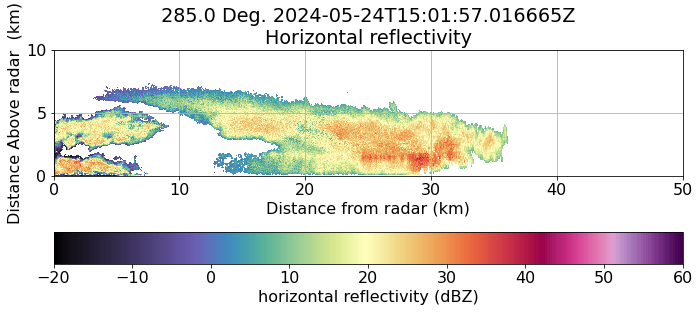 285.0 Deg. 2024-05-24T15:01:57.016665Z
Horizontal reflectivity
Distance Above radar  (km)
10
5
0
0 10 20 30 40 50
Distance from radar (km)
−20 −10 0 10 20 30 40 50 60
horizontal reflectivity (dBZ)